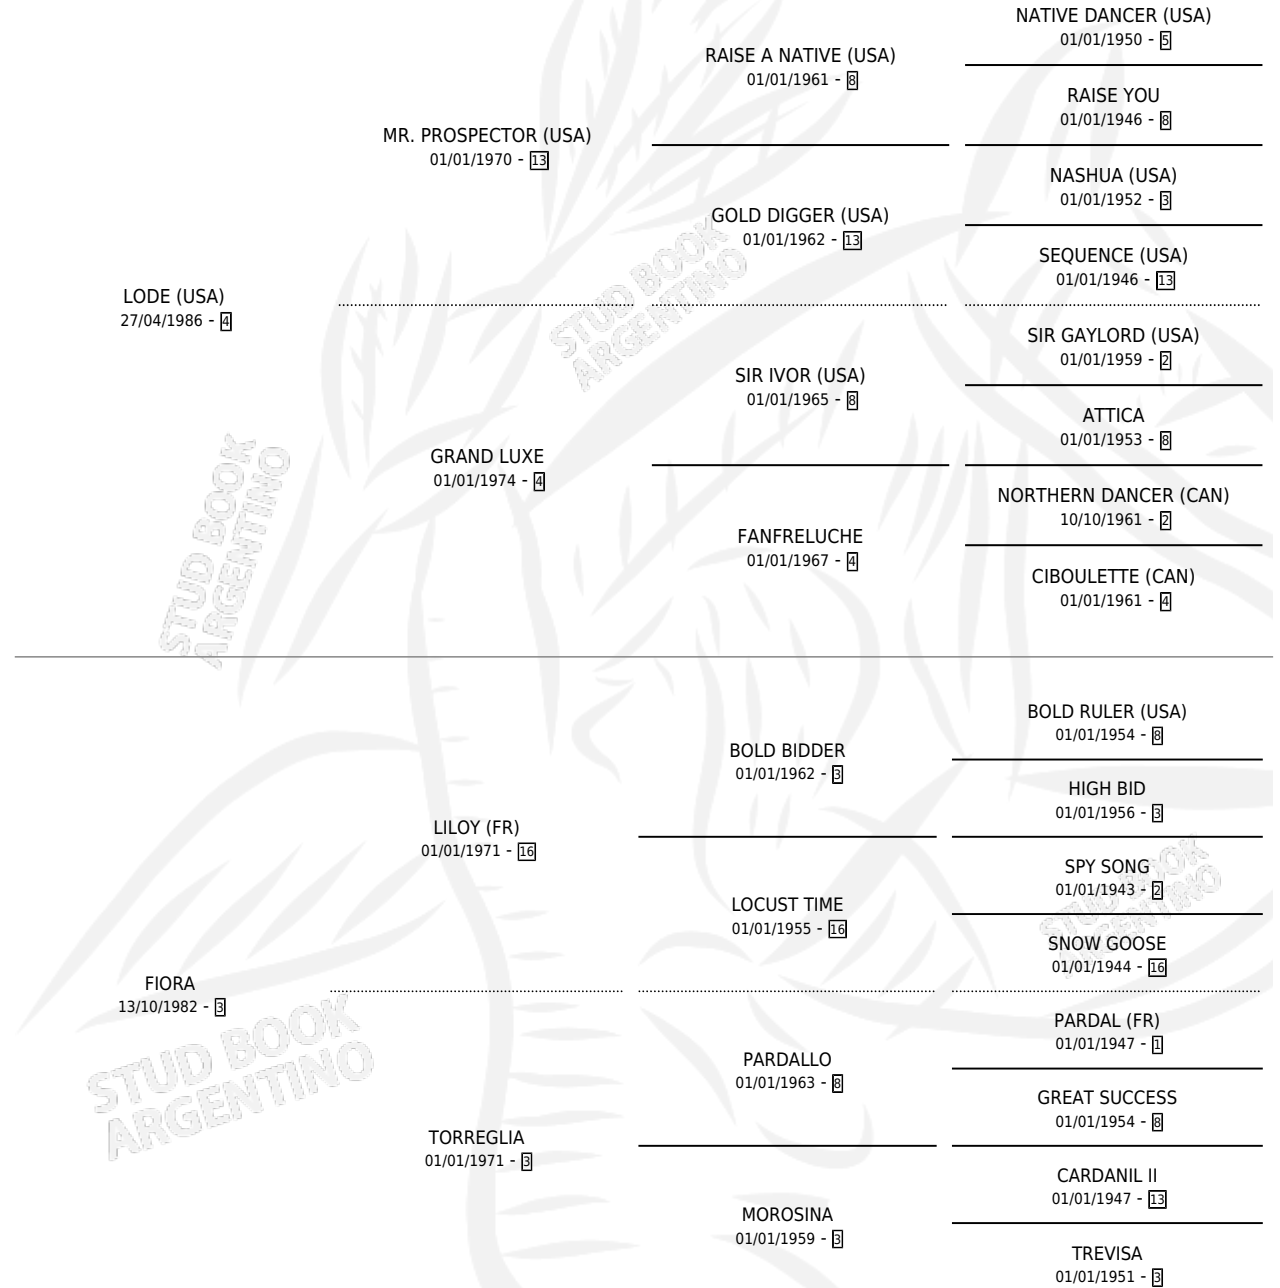 NATIVE DANCER (USA)
01/01/1950 - 5
RAISE A NATIVE (USA)
01/01/1961 - 8
RAISE YOU
01/01/1946 - 8
MR. PROSPECTOR (USA)
01/01/1970 - 13
NASHUA (USA)
01/01/1952 - 3
GOLD DIGGER (USA)
01/01/1962 - 13
SEQUENCE (USA)
01/01/1946 - 13
LODE (USA)
27/04/1986 - 4
STUD BOOK
ARGENTINO
SIR GAYLORD (USA)
01/01/1959 - 2
SIR IVOR (USA)
01/01/1965 - 8
ATTICA
01/01/1953 - 8
GRAND LUXE
01/01/1974 - 4
NORTHERN DANCER (CAN)
10/10/1961 - 2
FANFRELUCHE
01/01/1967 - 4
CIBOULETTE (CAN)
01/01/1961 - 4
STUD BOOK
ARGENTINO
BOLD RULER (USA)
01/01/1954 - 8
BOLD BIDDER
01/01/1962 - 3
HIGH BID
01/01/1956 - 3
LILOY (FR)
01/01/1971 - 16
SPY SONG
01/01/1943 - 2
LOCUST TIME
01/01/1955 - 16
SNOW GOOSE
01/01/1944 - 16
STUD BOOK
ARGENTINO
FIORA
13/10/1982 - 3
PARDAL (FR)
01/01/1947 - 1
PARDALLO
01/01/1963 - 8
GREAT SUCCESS
01/01/1954 - 8
STUD BOOK
ARGENTINO
TORREGLIA
01/01/1971 - 3
CARDANIL II
01/01/1947 - 13
MOROSINA
01/01/1959 - 3
TREVISA
01/01/1951 - 3